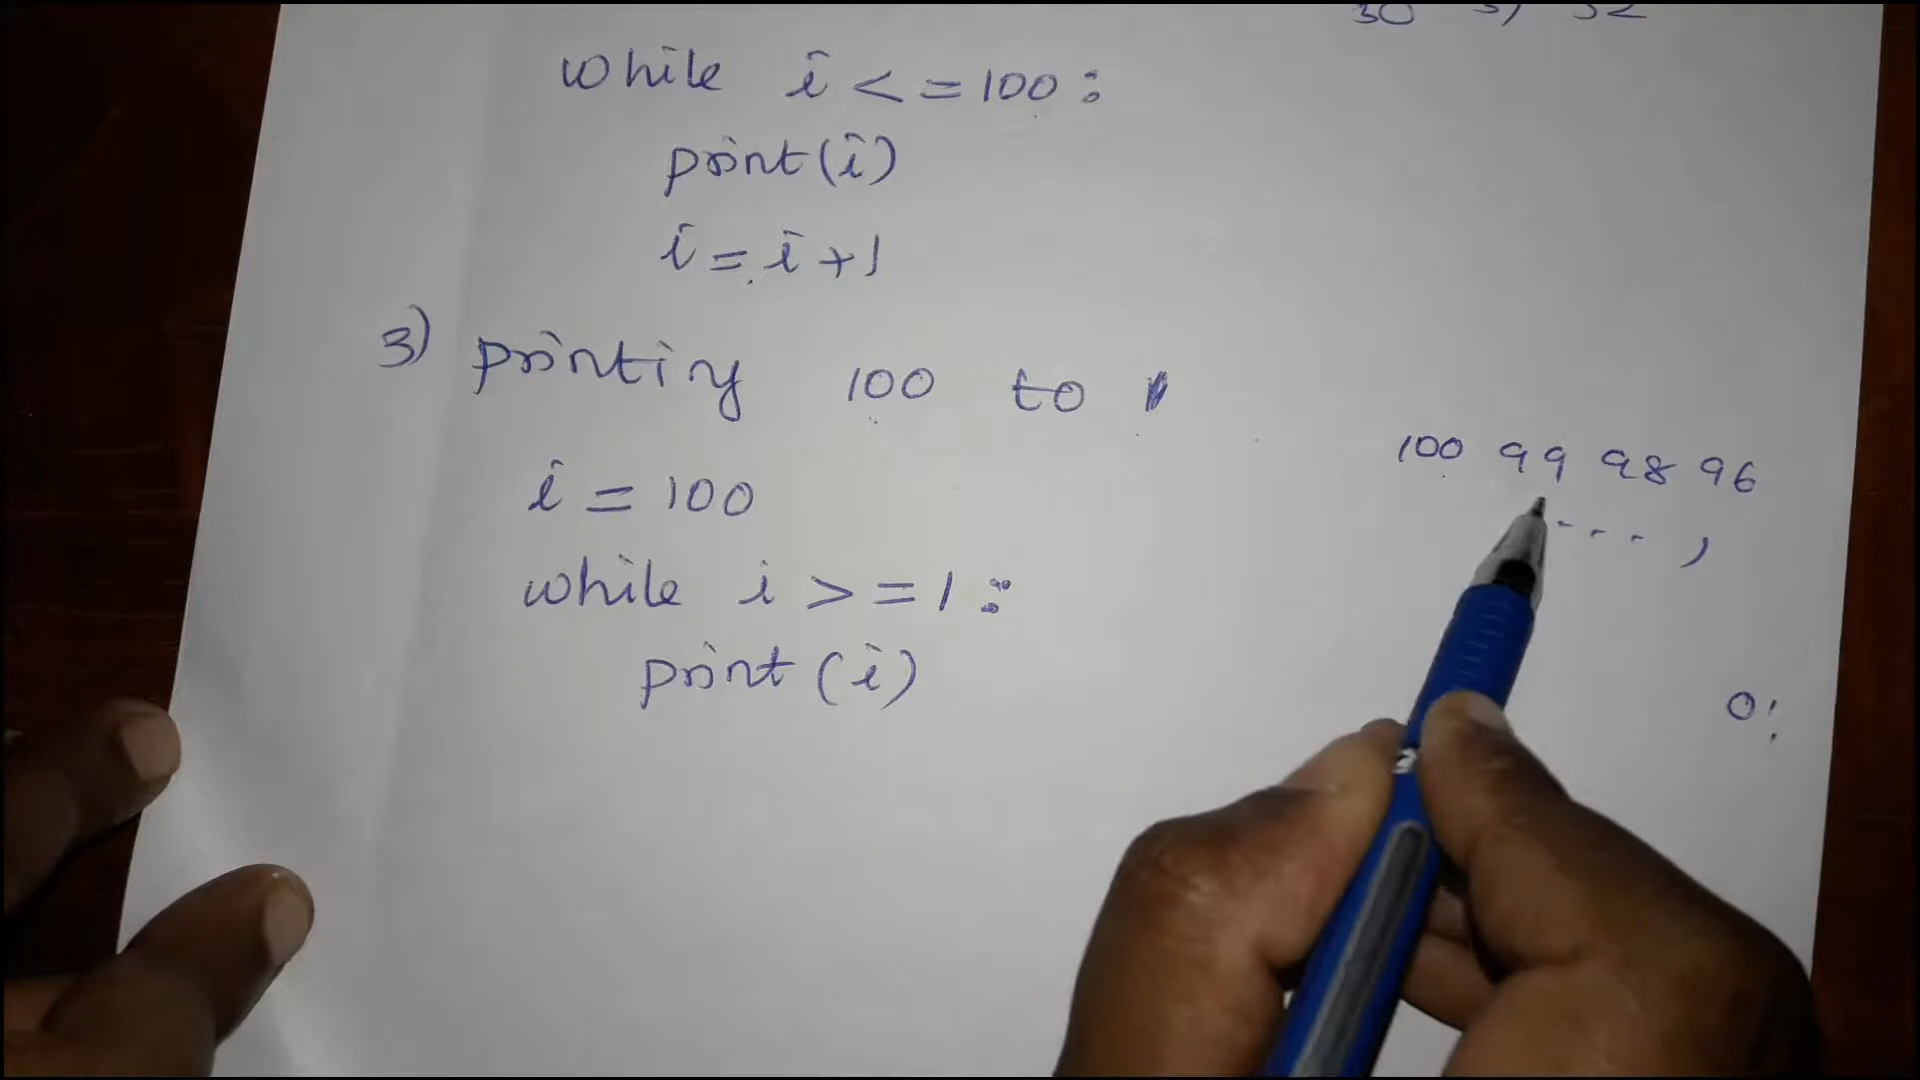 while i <= 100:
print(i)
i = i+1
3) printing 100 to 1
i = 100
while i >= 1:
print (i)
100 99 98 96
.... ,
0!